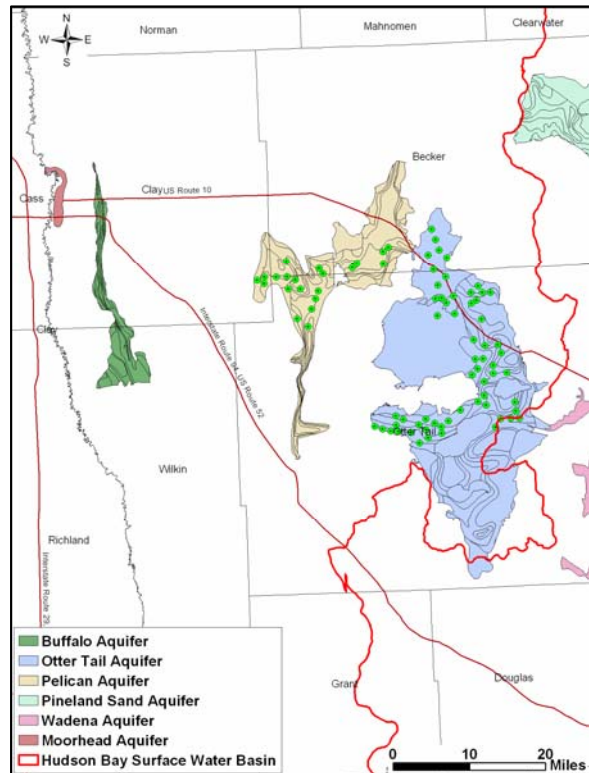 Norman
Mahnomen
Clearwater
N
W E
S
Becker
Clay
US Route 10
Cass
Clay
Interstate Route 94, US Route 52
Otter Tail
Wilkin
Richland
Interstate Route 29,
Grant
Douglas
Buffalo Aquifer
Otter Tail Aquifer
Pelican Aquifer
Pineland Sand Aquifer
Wadena Aquifer
Moorhead Aquifer
Hudson Bay Surface Water Basin
0 10 20
Miles